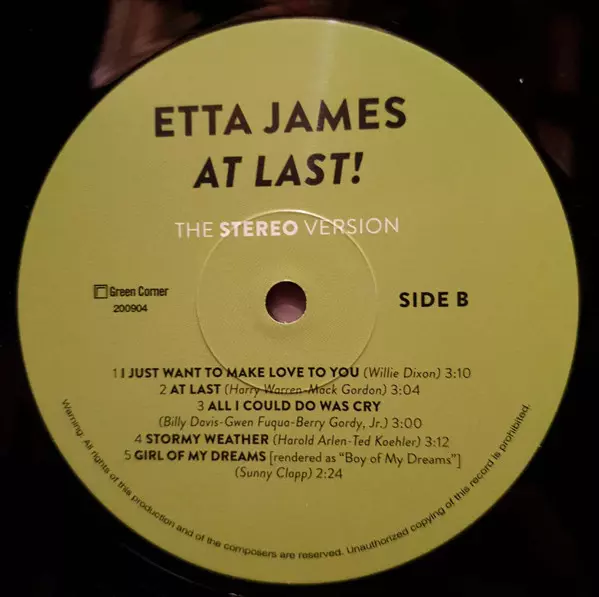 ETTA JAMES
AT LAST!
THE STEREO VERSION
Green Corner
200904
SIDE B
1 I JUST WANT TO MAKE LOVE TO YOU (Willie Dixon) 3:10
2 AT LAST (Harry Warren-Mack Gordon) 3:04
3 ALL I COULD DO WAS CRY
(Billy Davis-Gwen Fuqua-Berry Gordy, Jr.) 3:00
4 STORMY WEATHER (Harold Arlen-Ted Koehler) 3:12
5 GIRL OF MY DREAMS [rendered as “Boy of My Dreams”]
(Sunny Clapp) 2:24
Warning: All rights of this production and of the composers are reserved. Unauthorized copying of this record is prohibited.